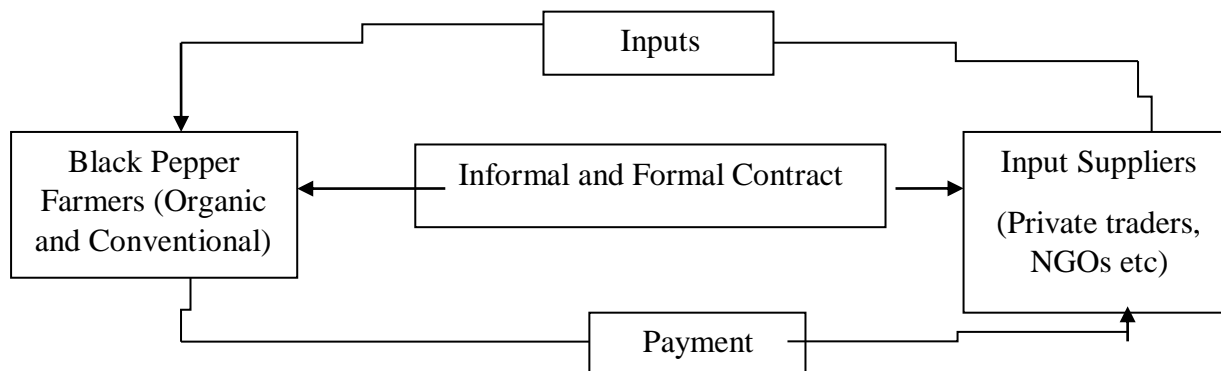 Inputs
Black Pepper
Farmers (Organic
and Conventional)
Informal and Formal Contract
Input Suppliers
(Private traders,
NGOs etc)
Payment